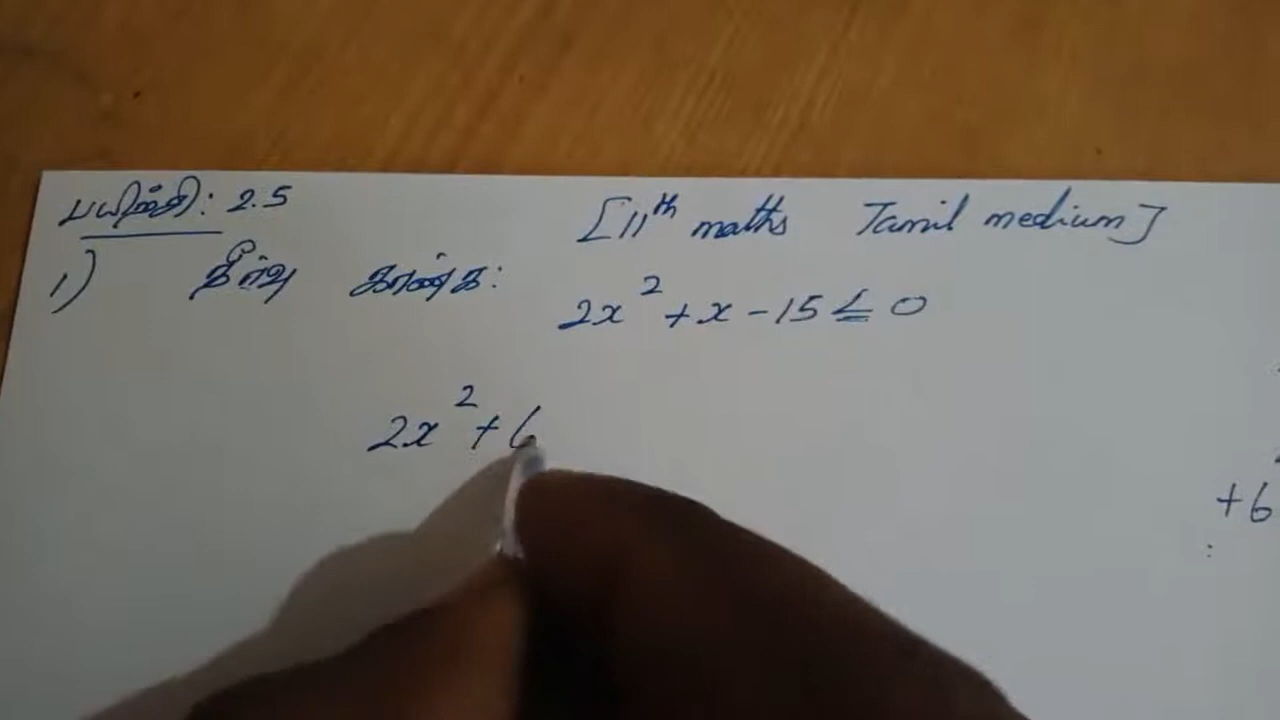 பயிற்சி: 2.5
[11th maths Tamil medium]
1) தீர்வு காண்க: 2x² + x - 15 ≤ 0
2x² + 6
+6